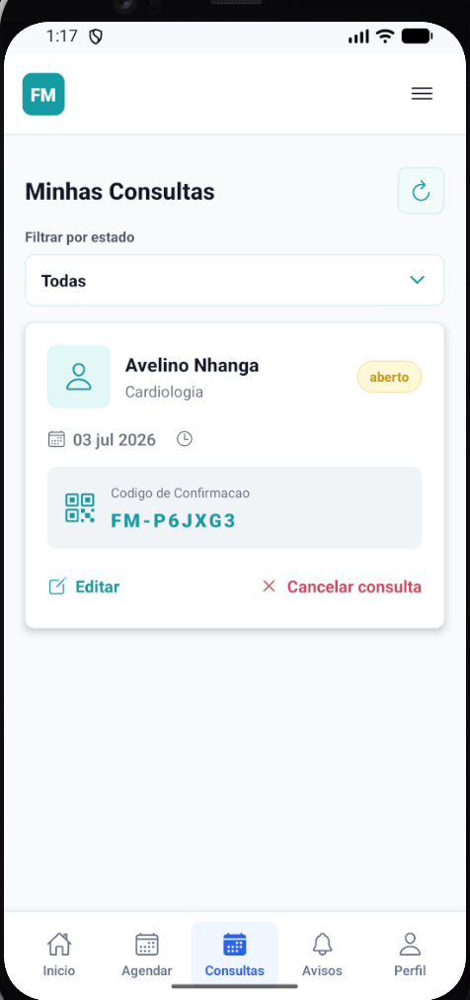 1:17
FM
Minhas Consultas
Filtrar por estado
Todas
Avelino Nhanga
Cardiologia
aberto
03 jul 2026
Codigo de Confirmacao
FM-P6JXG3
Editar
Cancelar consulta
Inicio
Agendar
Consultas
Avisos
Perfil